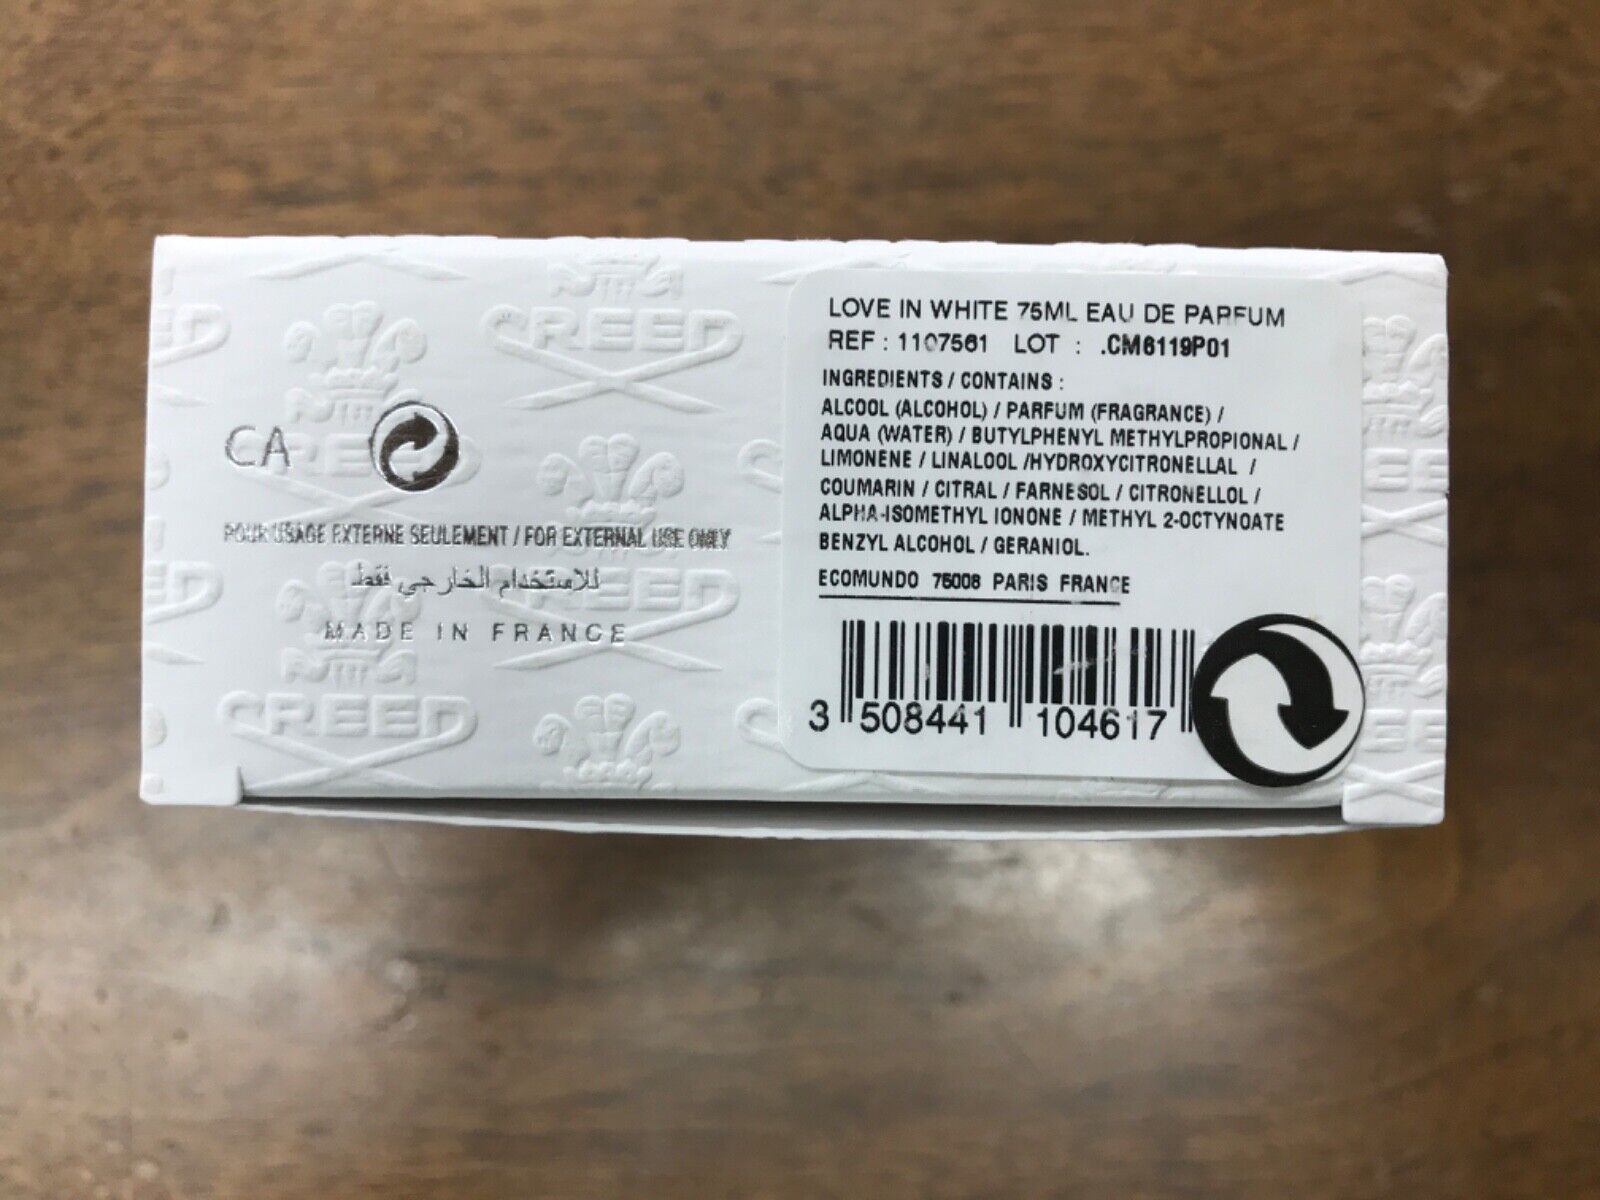 CREED
CA
POUR USAGE EXTERNE SEULEMENT / FOR EXTERNAL USE ONLY
للاستخدام الخارجي فقط
MADE IN FRANCE
CREED
CREED
LOVE IN WHITE 75ML EAU DE PARFUM
REF : 1107561 LOT : .CM6119P01
INGREDIENTS / CONTAINS :
ALCOOL (ALCOHOL) / PARFUM (FRAGRANCE) /
AQUA (WATER) / BUTYLPHENYL METHYLPROPIONAL /
LIMONENE / LINALOOL /HYDROXYCITRONELLAL /
COUMARIN / CITRAL / FARNESOL / CITRONELLOL /
ALPHA-ISOMETHYL IONONE / METHYL 2-OCTYNOATE
BENZYL ALCOHOL / GERANIOL.
ECOMUNDO 75008 PARIS FRANCE
3 508441 104617